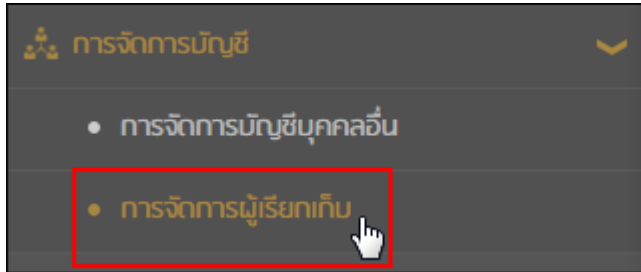 การจัดการบัญชี
การจัดการบัญชีบุคคลอื่น
การจัดการผู้เรียกเก็บ